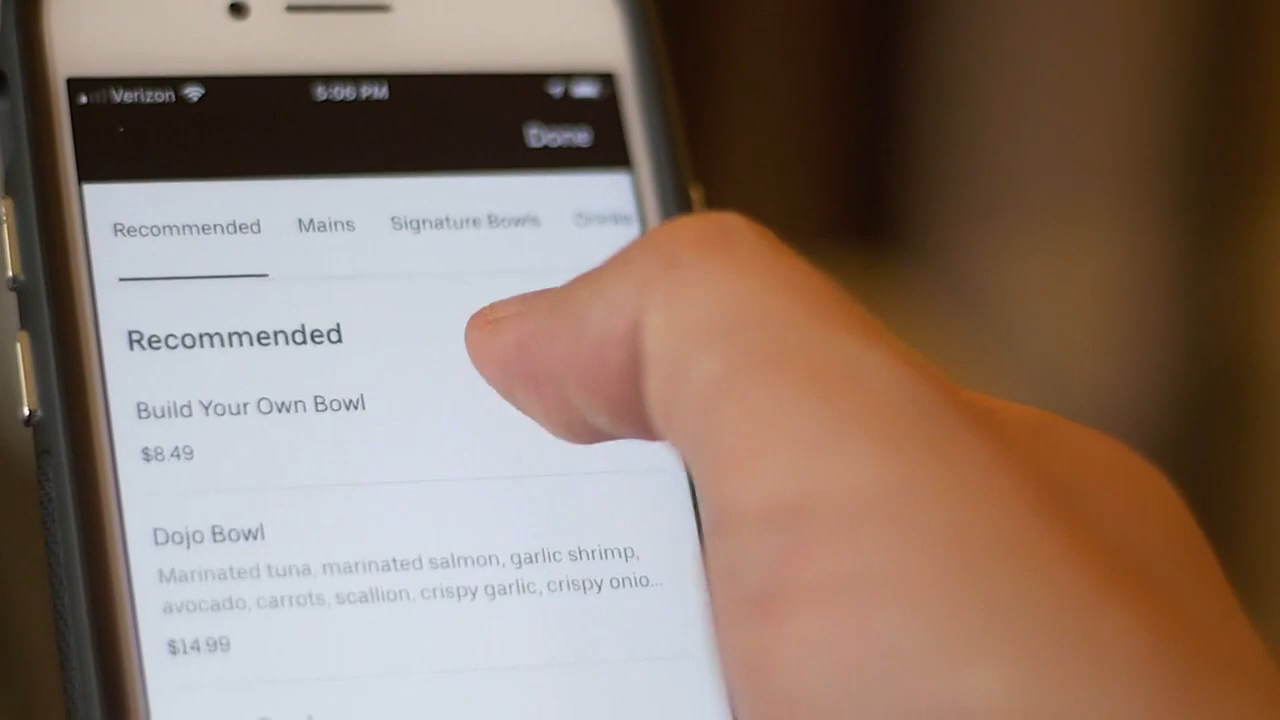 Verizon 5:06 PM
Done
Recommended Mains Signature Bowls
Recommended
Build Your Own Bowl
$8.49
Dojo Bowl
Marinated tuna, marinated salmon, garlic shrimp,
avocado, carrots, scallion, crispy garlic, crispy onio...
$14.99